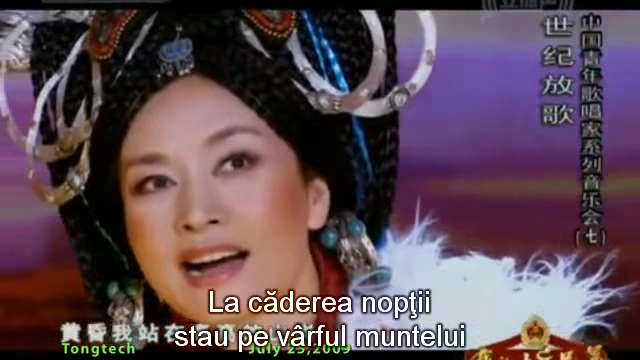 中国青年歌唱家系列音乐会(七)
世纪放歌
黄昏我站在
La căderea nopţii
stau pe vârful muntelui
Tongtech July 25,2009